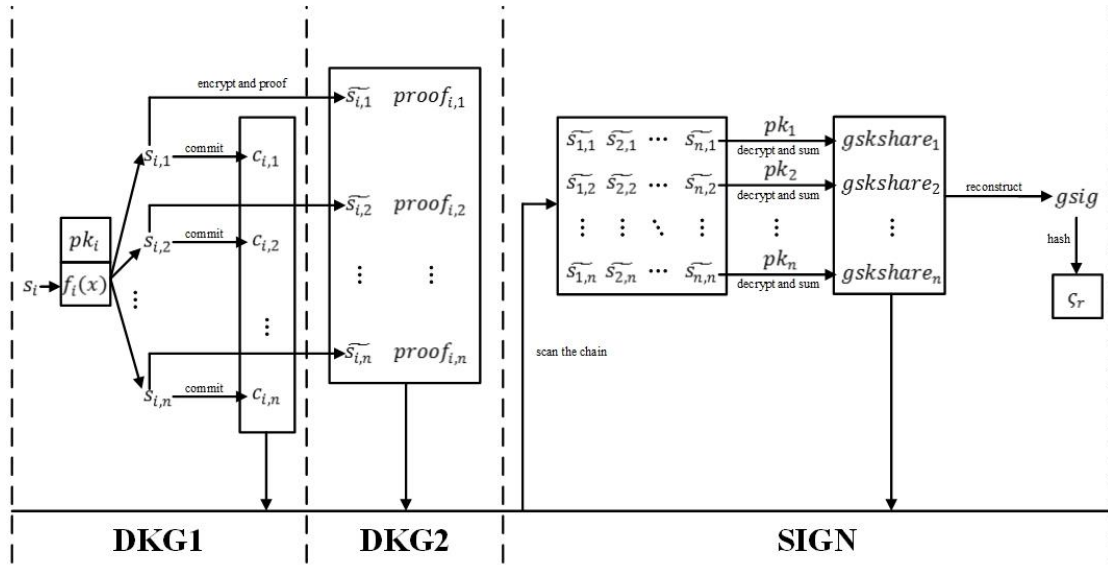 encrypt and proof
s̃_{i,1} proof_{i,1}
s_{i,1} commit c_{i,1}
s̃_{i,2} proof_{i,2}
pk_i
s_{i,2} commit c_{i,2}
s_i f_i(x)
⋮ ⋮ ⋮ ⋮
s̃_{i,n} proof_{i,n}
s_{i,n} commit c_{i,n}
s̃_{1,1} s̃_{2,1} ⋯ s̃_{n,1} pk_1 gskshare_1
decrypt and sum
s̃_{1,2} s̃_{2,2} ⋯ s̃_{n,2} pk_2 gskshare_2
decrypt and sum
reconstruct
gsig
⋮ ⋮ ⋱ ⋮ ⋮
hash
s̃_{1,n} s̃_{2,n} ⋯ s̃_{n,n} pk_n gskshare_n
decrypt and sum
ς_r
scan the chain
DKG1 DKG2 SIGN